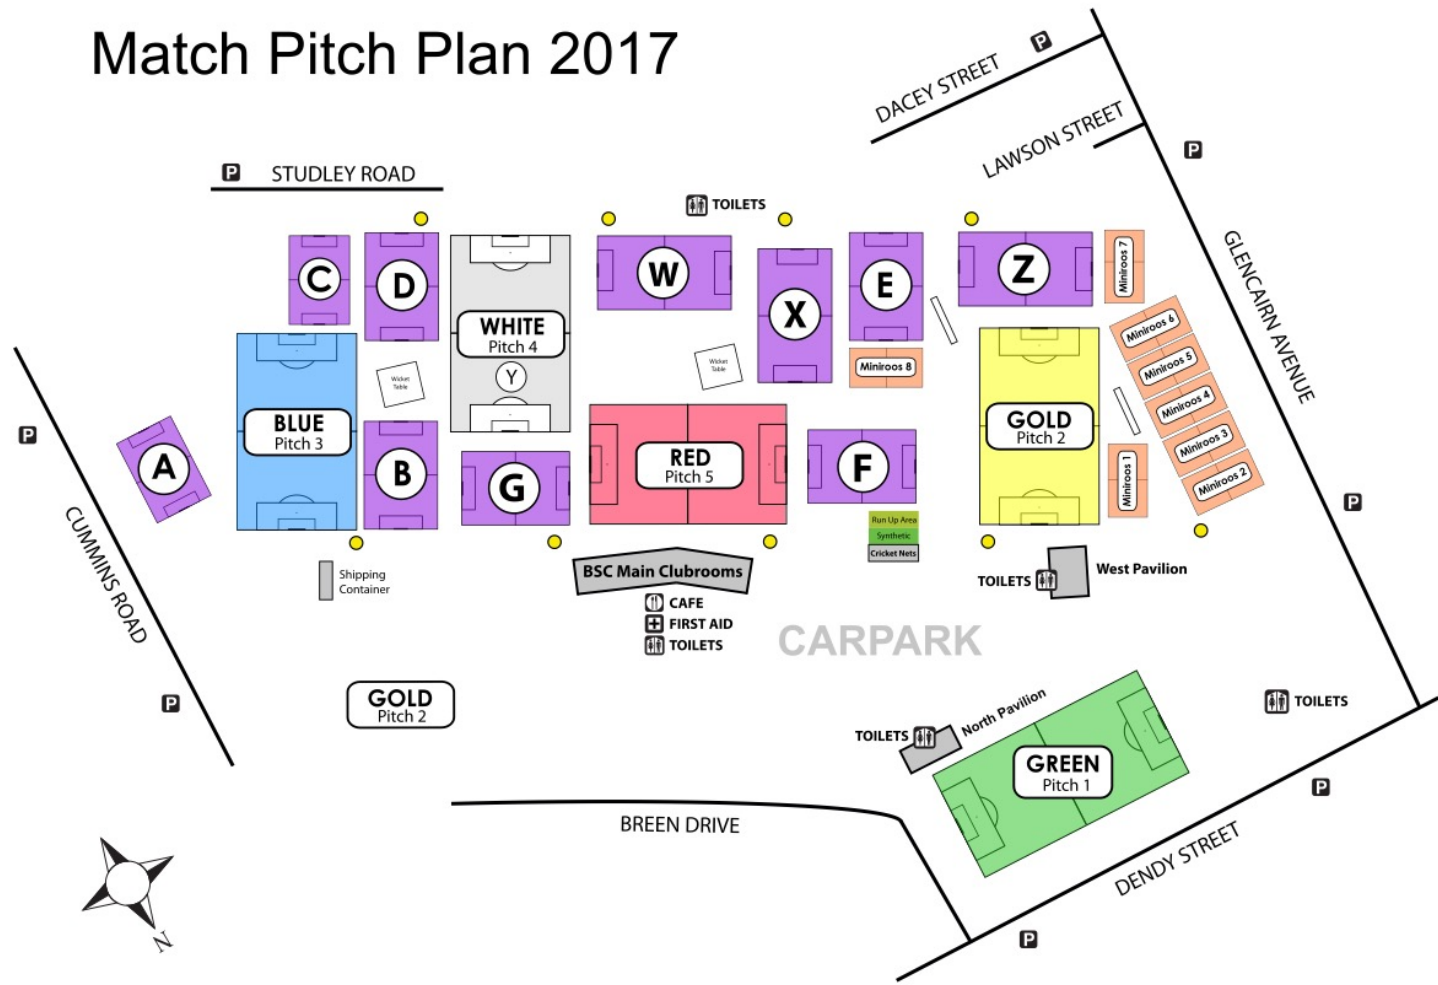 Match Pitch Plan 2017
P
DACEY STREET
LAWSON STREET
P
P
STUDLEY ROAD
TOILETS
GLENCAIRN AVENUE
C
D
WHITE
Pitch 4
Y
W
X
E
Z
Miniroos 7
Miniroos 6
Miniroos 5
Miniroos 4
Miniroos 3
Miniroos 2
Miniroos 1
Miniroos 8
Wicket
Table
Wicket
Table
BLUE
Pitch 3
GOLD
Pitch 2
P
A
B
G
RED
Pitch 5
F
P
Run Up Area
Synthetic
Cricket Nets
CUMMINS ROAD
Shipping
Container
BSC Main Clubrooms
CAFE
FIRST AID
TOILETS
TOILETS
West Pavilion
CARPARK
P
GOLD
Pitch 2
TOILETS
North Pavilion
TOILETS
GREEN
Pitch 1
P
BREEN DRIVE
DENDY STREET
P
N